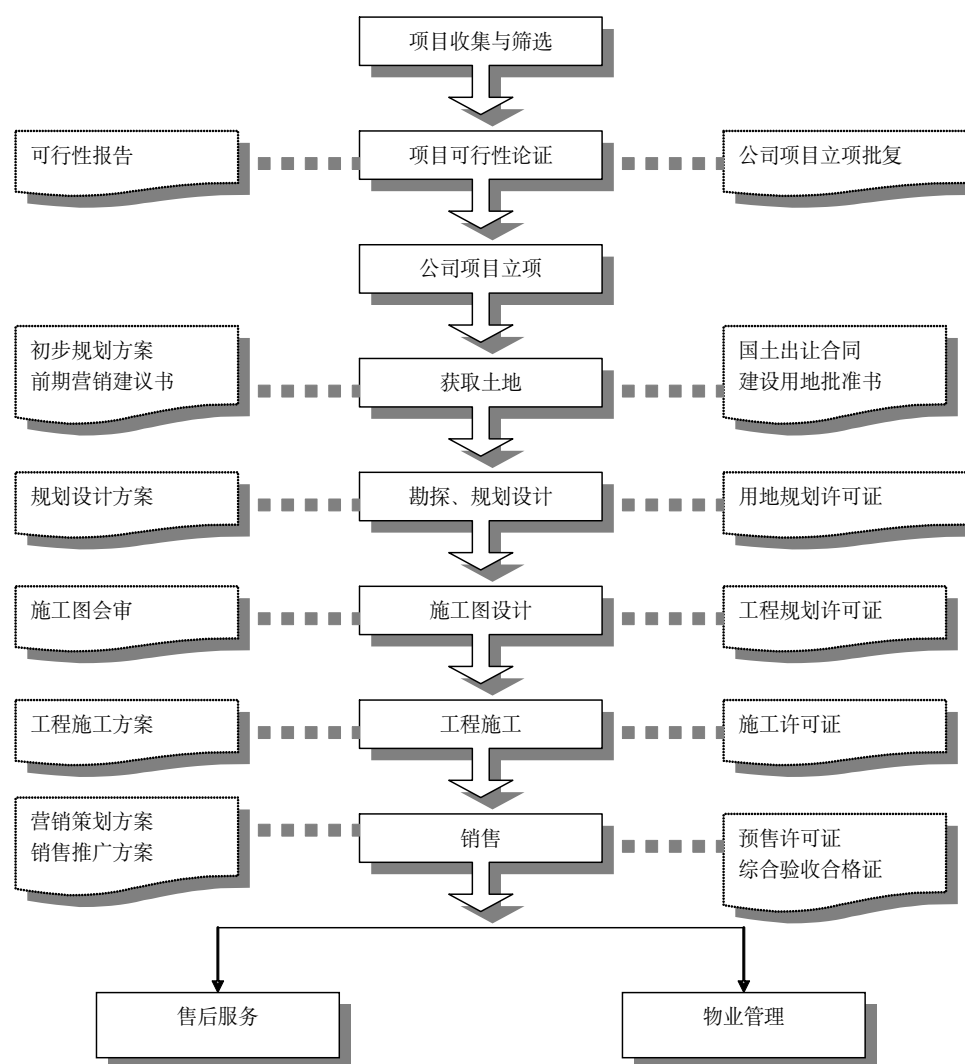 项目收集与筛选
可行性报告
项目可行性论证
公司项目立项批复
公司项目立项
初步规划方案
前期营销建议书
获取土地
国土出让合同
建设用地批准书
规划设计方案
勘探、规划设计
用地规划许可证
施工图会审
施工图设计
工程规划许可证
工程施工方案
工程施工
施工许可证
营销策划方案
销售推广方案
销售
预售许可证
综合验收合格证
售后服务
物业管理